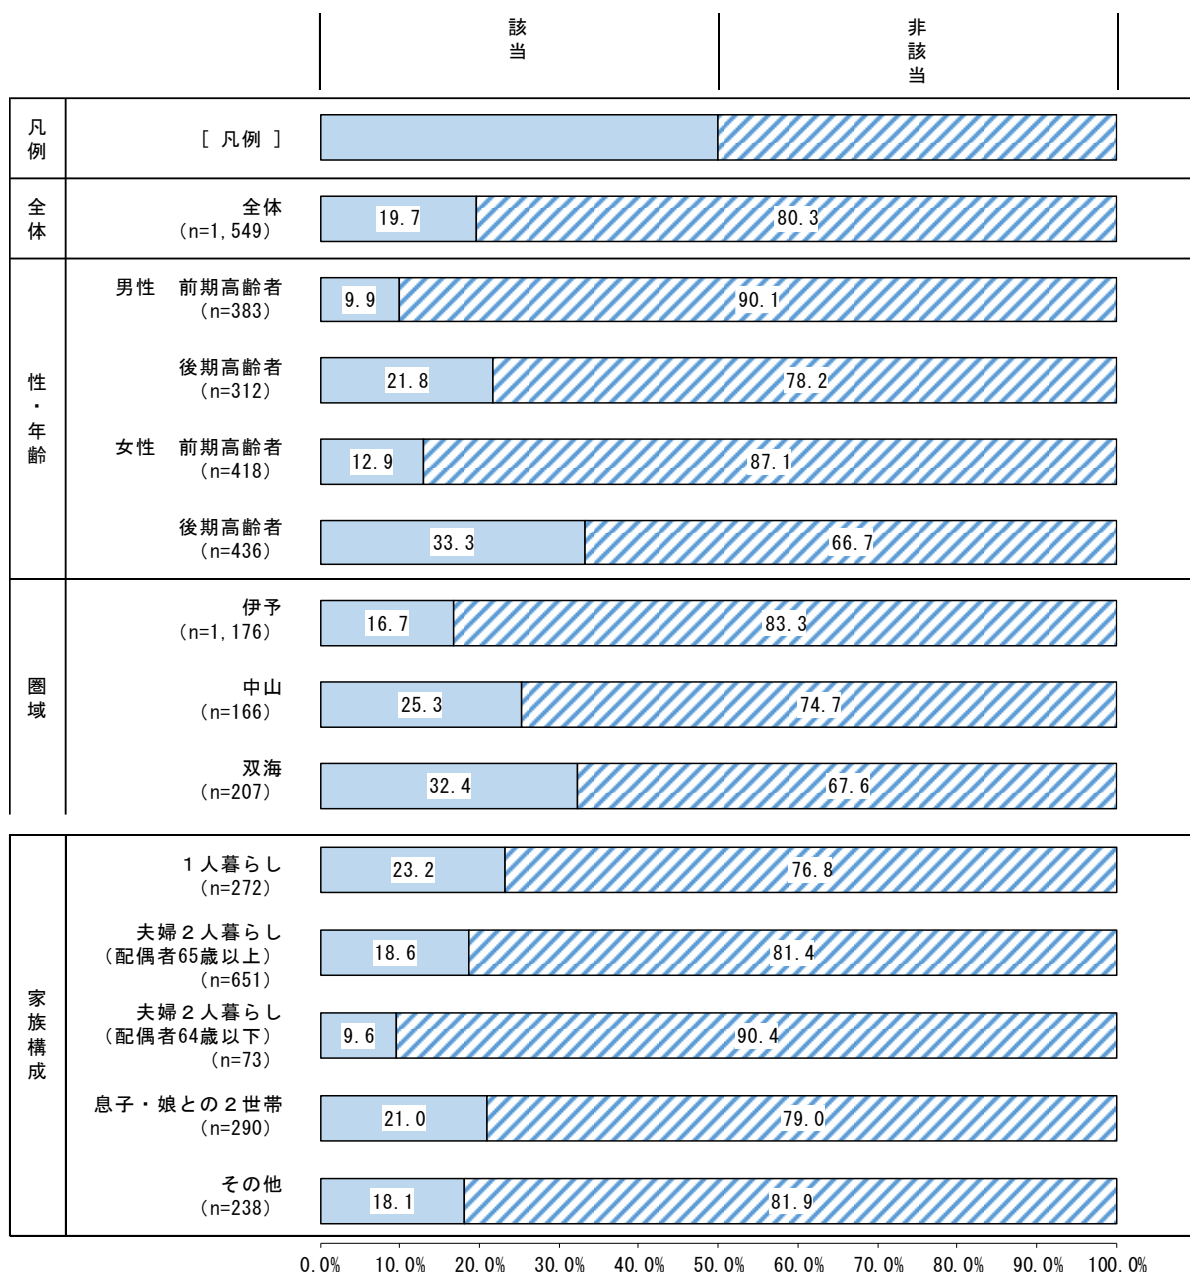 該当
非該当
凡例
[ 凡例 ]
全体
全体
(n=1,549)
19.7
80.3
性・年齢
男性　前期高齢者
(n=383)
9.9
90.1
後期高齢者
(n=312)
21.8
78.2
女性　前期高齢者
(n=418)
12.9
87.1
後期高齢者
(n=436)
33.3
66.7
圏域
伊予
(n=1,176)
16.7
83.3
中山
(n=166)
25.3
74.7
双海
(n=207)
32.4
67.6
家族構成
１人暮らし
(n=272)
23.2
76.8
夫婦２人暮らし
(配偶者65歳以上)
(n=651)
18.6
81.4
夫婦２人暮らし
(配偶者64歳以下)
(n=73)
9.6
90.4
息子・娘との２世帯
(n=290)
21.0
79.0
その他
(n=238)
18.1
81.9
0.0% 10.0% 20.0% 30.0% 40.0% 50.0% 60.0% 70.0% 80.0% 90.0% 100.0%